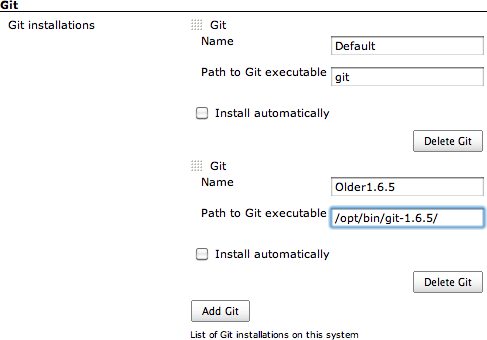 Git
Git installations
Git
Name
Default
Path to Git executable
git
Install automatically
Delete Git
Git
Name
Older1.6.5
Path to Git executable
/opt/bin/git-1.6.5/
Install automatically
Delete Git
Add Git
List of Git installations on this system